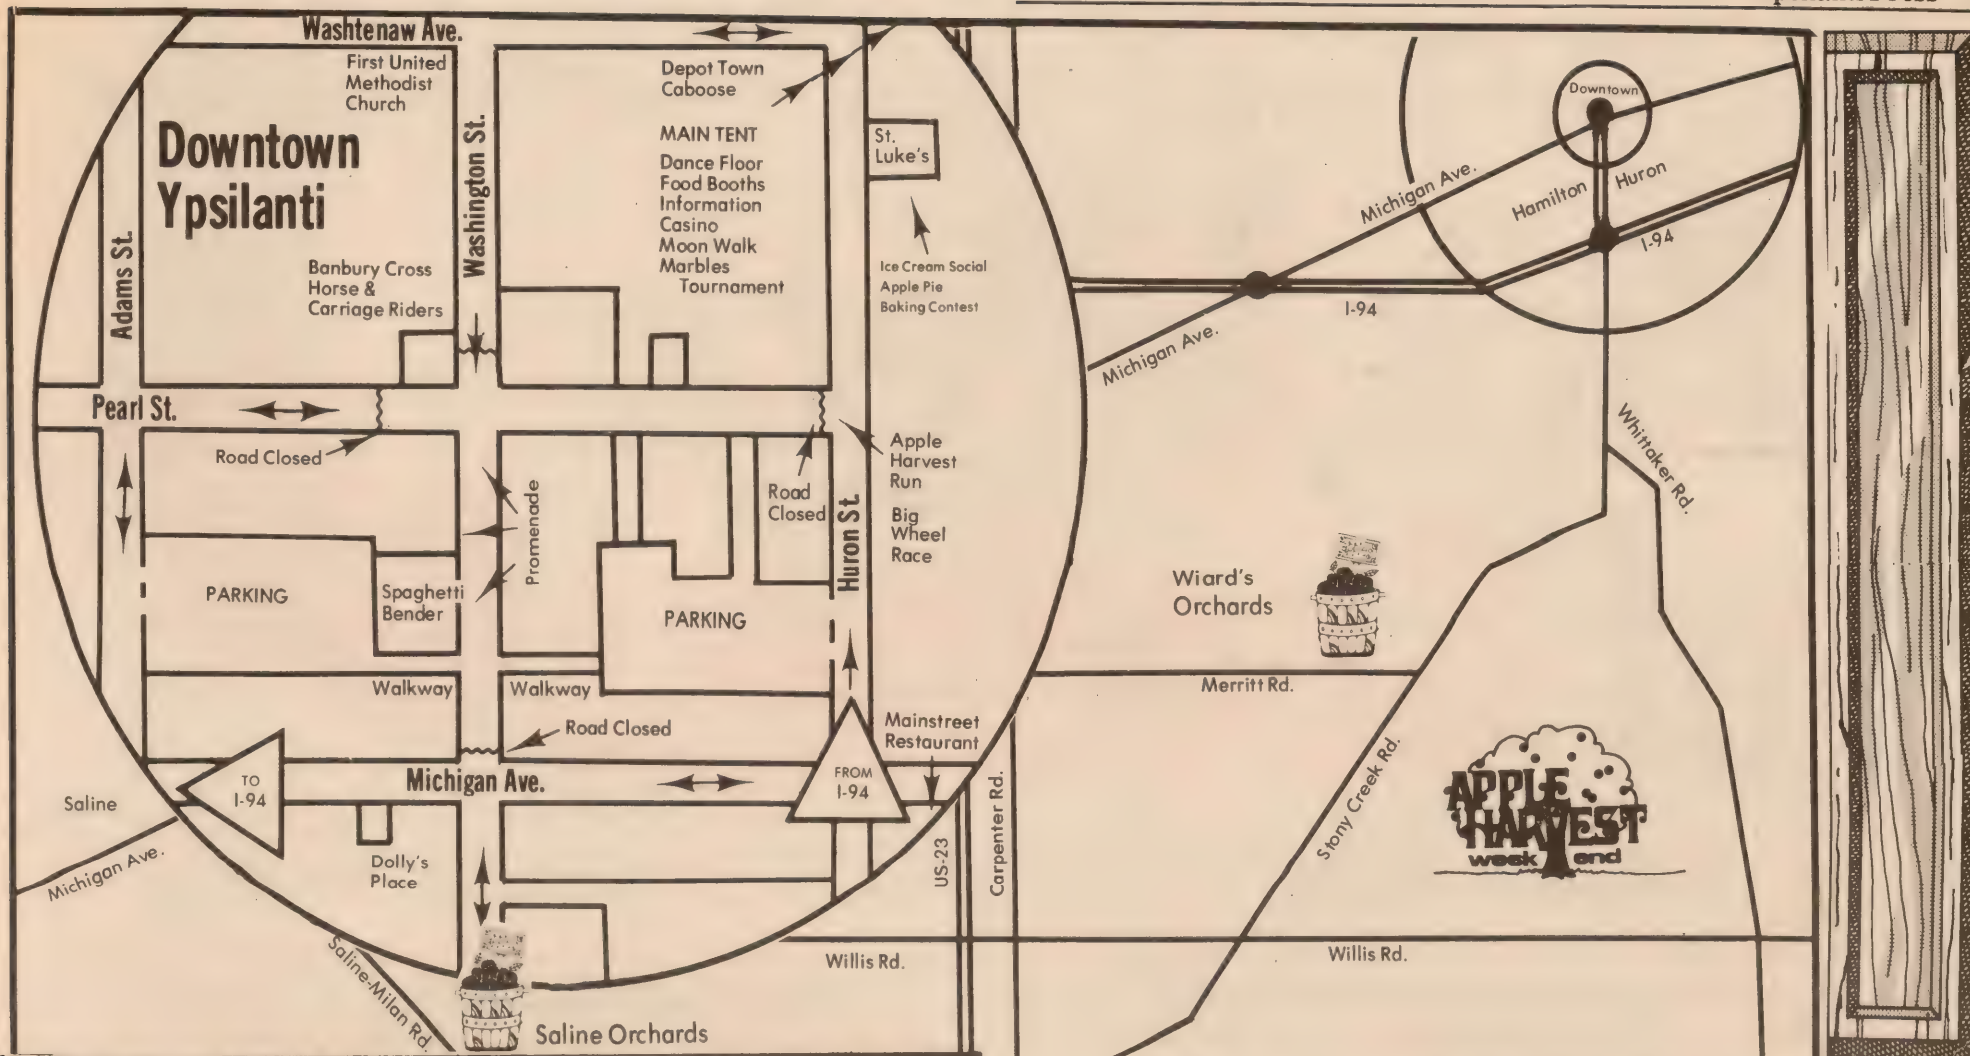 Washtenaw Ave.
First United
Methodist
Church
Downtown
Ypsilanti
Adams St.
Washington St.
Banbury Cross
Horse &
Carriage Riders
Depot Town
Caboose
MAIN TENT
Dance Floor
Food Booths
Information
Casino
Moon Walk
Marbles
Tournament
St.
Luke's
Ice Cream Social
Apple Pie
Baking Contest
Pearl St.
Road Closed
Promenade
Road
Closed
Huron St.
Apple
Harvest
Run
Big
Wheel
Race
PARKING
Spaghetti
Bender
PARKING
Walkway
Walkway
Road Closed
Mainstreet
Restaurant
TO
I-94
Michigan Ave.
FROM
I-94
Saline
Michigan Ave.
Dolly's
Place
US-23
Carpenter Rd.
Saline-Milan Rd.
Saline Orchards
Willis Rd.
Downtown
Michigan Ave.
Hamilton
Huron
I-94
I-94
Michigan Ave.
Whittaker Rd.
Wiard's
Orchards
Merritt Rd.
Stony Creek Rd.
APPLE
HARVEST
week end
Willis Rd.